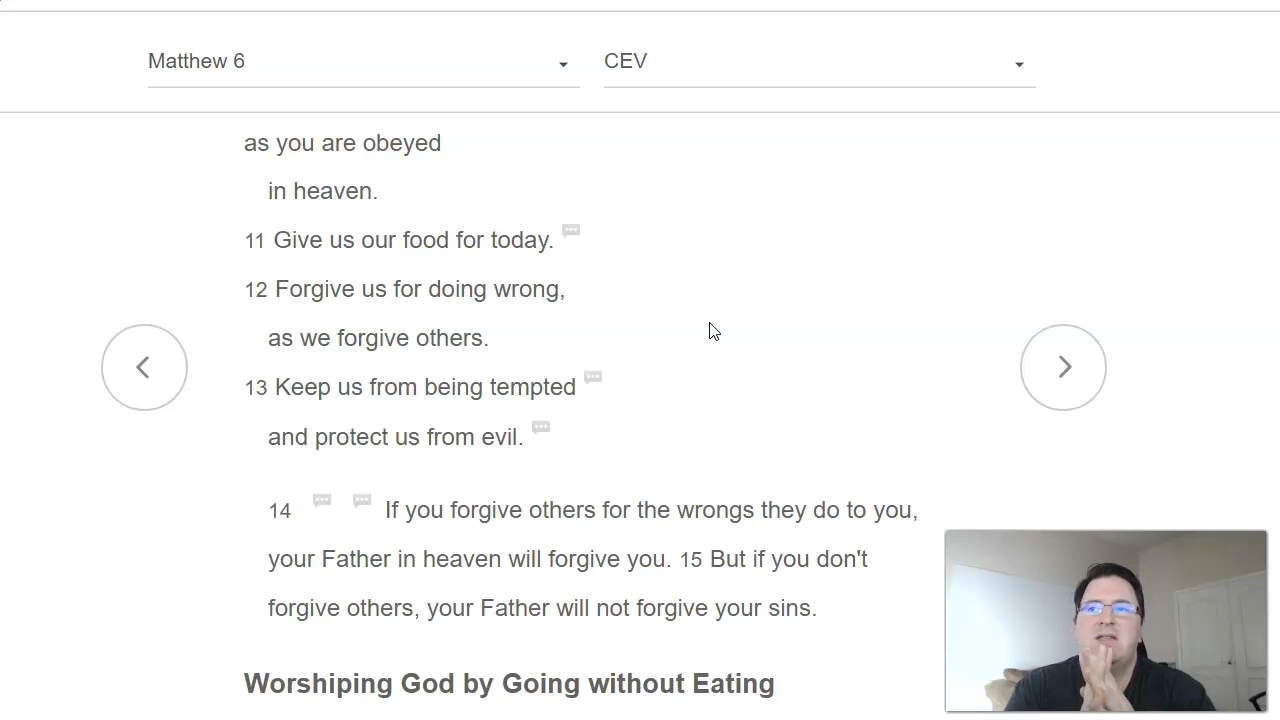 Matthew 6 CEV
as you are obeyed
in heaven.
11 Give us our food for today.
12 Forgive us for doing wrong,
as we forgive others.
13 Keep us from being tempted
and protect us from evil.
14 If you forgive others for the wrongs they do to you,
your Father in heaven will forgive you. 15 But if you don't
forgive others, your Father will not forgive your sins.
Worshiping God by Going without Eating